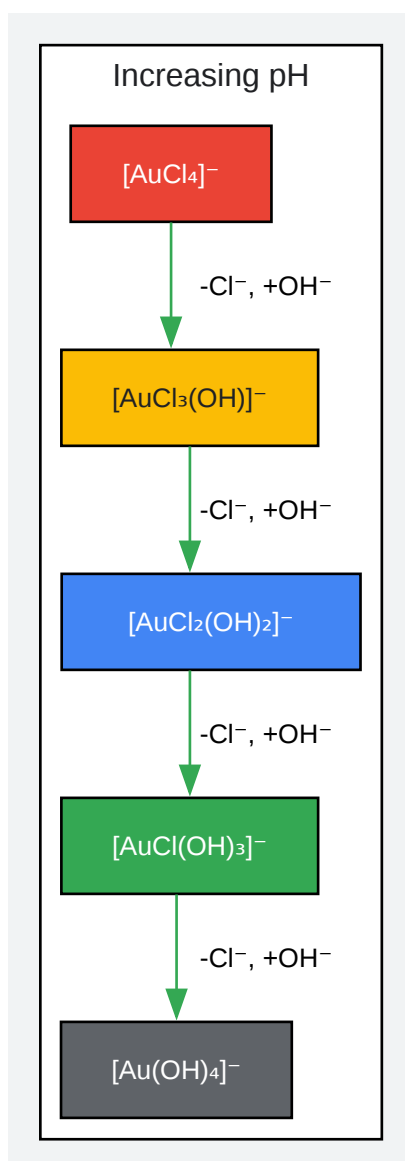 Increasing pH
[AuCl₄]⁻
-Cl⁻, +OH⁻
[AuCl₃(OH)]⁻
-Cl⁻, +OH⁻
[AuCl₂(OH)₂]⁻
-Cl⁻, +OH⁻
[AuCl(OH)₃]⁻
-Cl⁻, +OH⁻
[Au(OH)₄]⁻